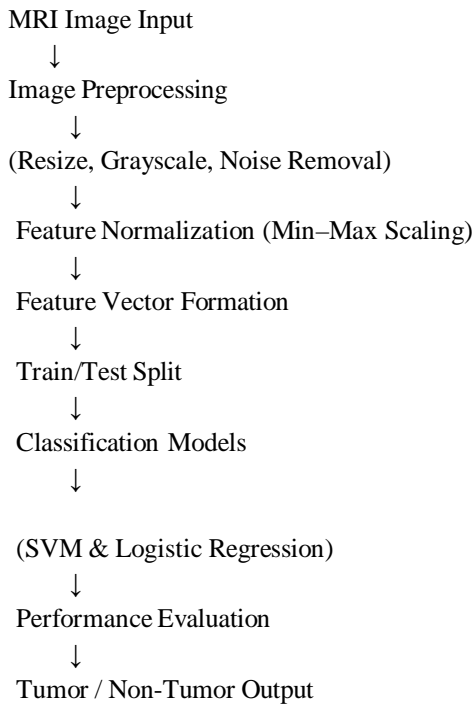 MRI Image Input
↓
Image Preprocessing
↓
(Resize, Grayscale, Noise Removal)
↓
Feature Normalization (Min–Max Scaling)
↓
Feature Vector Formation
↓
Train/Test Split
↓
Classification Models
↓
(SVM & Logistic Regression)
↓
Performance Evaluation
↓
Tumor / Non-Tumor Output